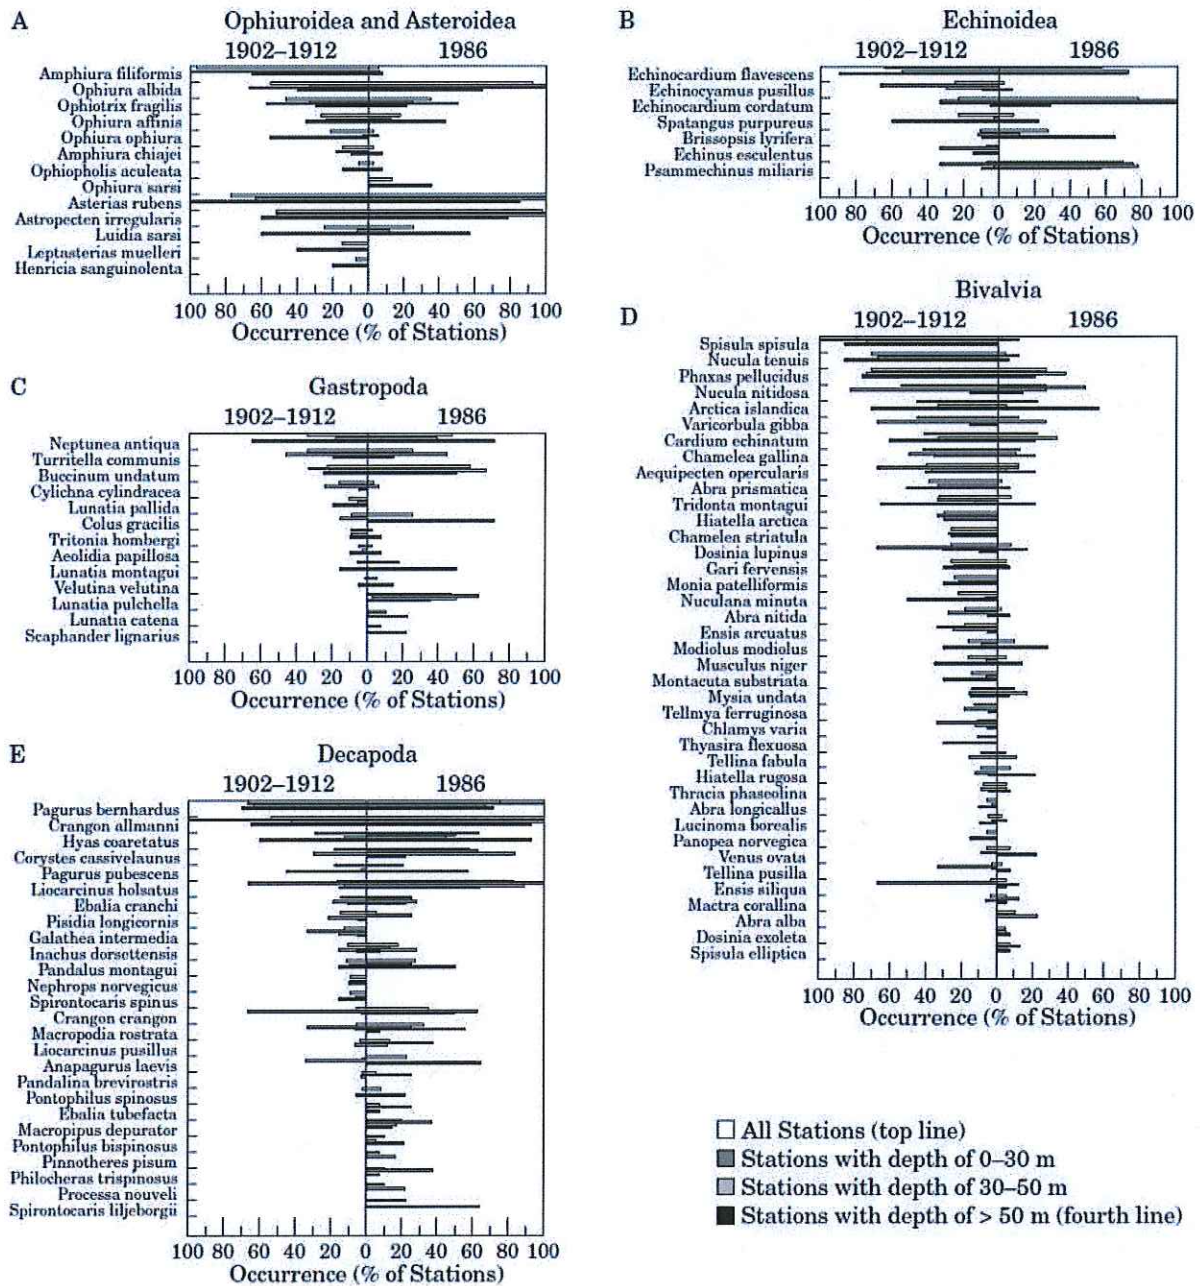 A
Ophiuroidea and Asteroidea
1902–1912 1986
Amphiura filiformis
Ophiura albida
Ophiotrix fragilis
Ophiura affinis
Ophiura ophiura
Amphiura chiajei
Ophiopholis aculeata
Ophiura sarsi
Asterias rubens
Astropecten irregularis
Luidia sarsi
Leptasterias muelleri
Henricia sanguinolenta
100 80 60 40 20 0 20 40 60 80 100
Occurrence (% of Stations)
B
Echinoidea
1902–1912 1986
Echinocardium flavescens
Echinocyamus pusillus
Echinocardium cordatum
Spatangus purpureus
Brissopsis lyrifera
Echinus esculentus
Psammechinus miliaris
100 80 60 40 20 0 20 40 60 80 100
Occurrence (% of Stations)
C
Gastropoda
1902–1912 1986
Neptunea antiqua
Turritella communis
Buccinum undatum
Cylichna cylindracea
Lunatia pallida
Colus gracilis
Tritonia hombergi
Aeolidia papillosa
Lunatia montagui
Velutina velutina
Lunatia pulchella
Lunatia catena
Scaphander lignarius
100 80 60 40 20 0 20 40 60 80 100
Occurrence (% of Stations)
D
Bivalvia
1902–1912 1986
Spisula spisula
Nucula tenuis
Phaxas pellucidus
Nucula nitidosa
Arctica islandica
Varicorbula gibba
Cardium echinatum
Chamelea gallina
Aequipecten opercularis
Abra prismatica
Tridonta montagui
Hiatella arctica
Chamelea striatula
Dosinia lupinus
Gari fervensis
Monia patelliformis
Nuculana minuta
Abra nitida
Ensis arcuatus
Modiolus modiolus
Musculus niger
Montacuta substriata
Mysia undata
Tellmya ferruginosa
Chlamys varia
Thyasira flexuosa
Tellina fabula
Hiatella rugosa
Thracia phaseolina
Abra longicallus
Lucinoma borealis
Panopea norvegica
Venus ovata
Tellina pusilla
Ensis siliqua
Mactra corallina
Abra alba
Dosinia exoleta
Spisula elliptica
100 80 60 40 20 0 20 40 60 80 100
Occurrence (% of Stations)
E
Decapoda
1902–1912 1986
Pagurus bernhardus
Crangon allmanni
Hyas coaretatus
Corystes cassivelaunus
Pagurus pubescens
Liocarcinus holsatus
Ebalia cranchi
Pisidia longicornis
Galathea intermedia
Inachus dorsettensis
Pandalus montagui
Nephrops norvegicus
Spirontocaris spinus
Crangon crangon
Macropodia rostrata
Liocarcinus pusillus
Anapagurus laevis
Pandalina brevirostris
Pontophilus spinosus
Ebalia tubefacta
Macropipus depurator
Pontophilus bispinosus
Pinnotheres pisum
Philocheras trispinosus
Processa nouveli
Spirontocaris liljeborgii
100 80 60 40 20 0 20 40 60 80 100
Occurrence (% of Stations)
All Stations (top line)
Stations with depth of 0–30 m
Stations with depth of 30–50 m
Stations with depth of > 50 m (fourth line)